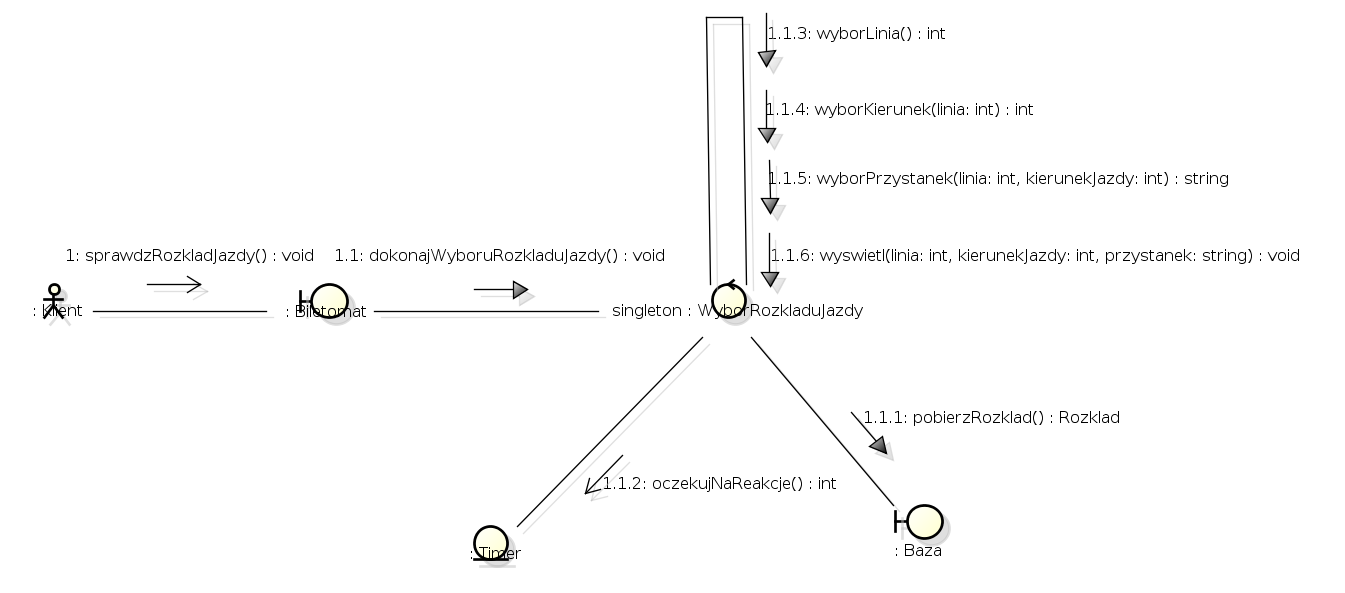 1.1.3: wyborLinia() : int
1.1.4: wyborKierunek(linia: int) : int
1.1.5: wyborPrzystanek(linia: int, kierunekJazdy: int) : string
1: sprawdzRozkladJazdy() : void
1.1: dokonajWyboruRozkladuJazdy() : void
1.1.6: wyswietl(linia: int, kierunekJazdy: int, przystanek: string) : void
: Klient
: Biletomat
singleton : WyborRozkladuJazdy
1.1.1: pobierzRozklad() : Rozklad
1.1.2: oczekujNaReakcje() : int
: Timer
: Baza